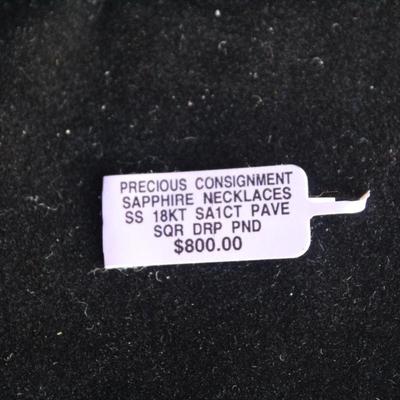 PRECIOUS CONSIGNMENT
SAPPHIRE NECKLACES
SS 18KT SA1CT PAVE
SQR DRP PND
$800.00